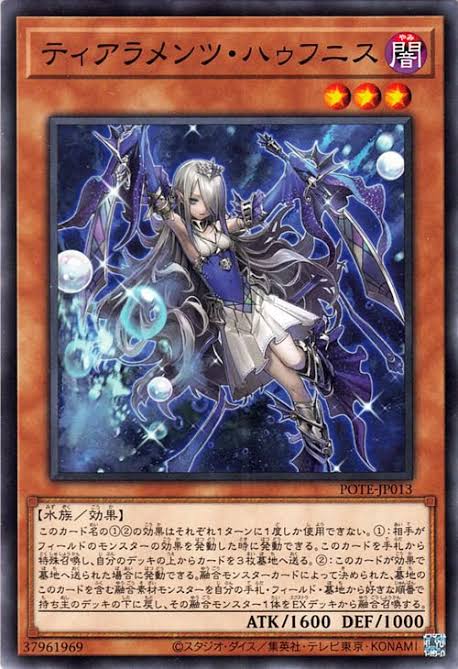 ティアラメンツ・ハゥフニス
やみ
闇
POTE-JP013
【水族／効果】
このカード名の①②の効果はそれぞれ1ターンに1度しか使用できない。①：相手が
フィールドのモンスターの効果を発動した時に発動できる。このカードを手札から
特殊召喚し、自分のデッキの上からカードを3枚墓地へ送る。②：このカードが効果で
墓地へ送られた場合に発動できる。融合モンスターカードによって決められた、墓地の
このカードを含む融合素材モンスターを自分の手札・フィールド・墓地から好きな順番で
持ち主のデッキの下に戻し、その融合モンスター1体をEXデッキから融合召喚する。
ATK/1600 DEF/1000
37961969
©スタジオ・ダイス／集英社・テレビ東京・KONAMI